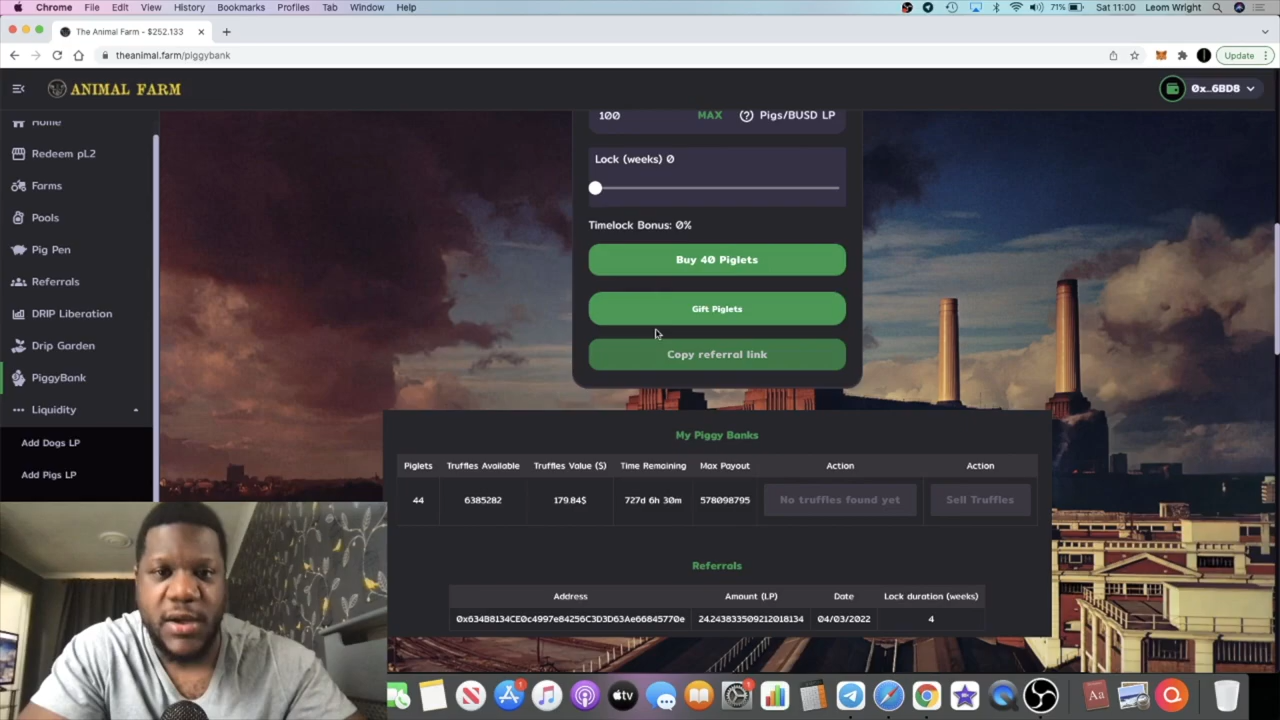 Chrome File Edit View History Bookmarks Profiles Tab Window Help 71% Sat 11:00 Leom Wright
The Animal Farm - $252.133
theanimal.farm/piggybank Update
ANIMAL FARM 0x..6BD8
Home
Redeem pL2
Farms
Pools
Pig Pen
Referrals
DRIP Liberation
Drip Garden
PiggyBank
Liquidity
Add Dogs LP
Add Pigs LP
100 MAX Pigs/BUSD LP
Lock (weeks) 0
Timelock Bonus: 0%
Buy 40 Piglets
Gift Piglets
Copy referral link
My Piggy Banks
Piglets Truffles Available Truffles Value ($) Time Remaining Max Payout Action Action
44 6385282 179.84$ 727d 6h 30m 578098795 No truffles found yet Sell Truffles
Referrals
Address Amount (LP) Date Lock duration (weeks)
0x634B8134CE0c4997e84256C3D3D63Ae66845770e 24.243833509212018134 04/03/2022 4
tv
Aa